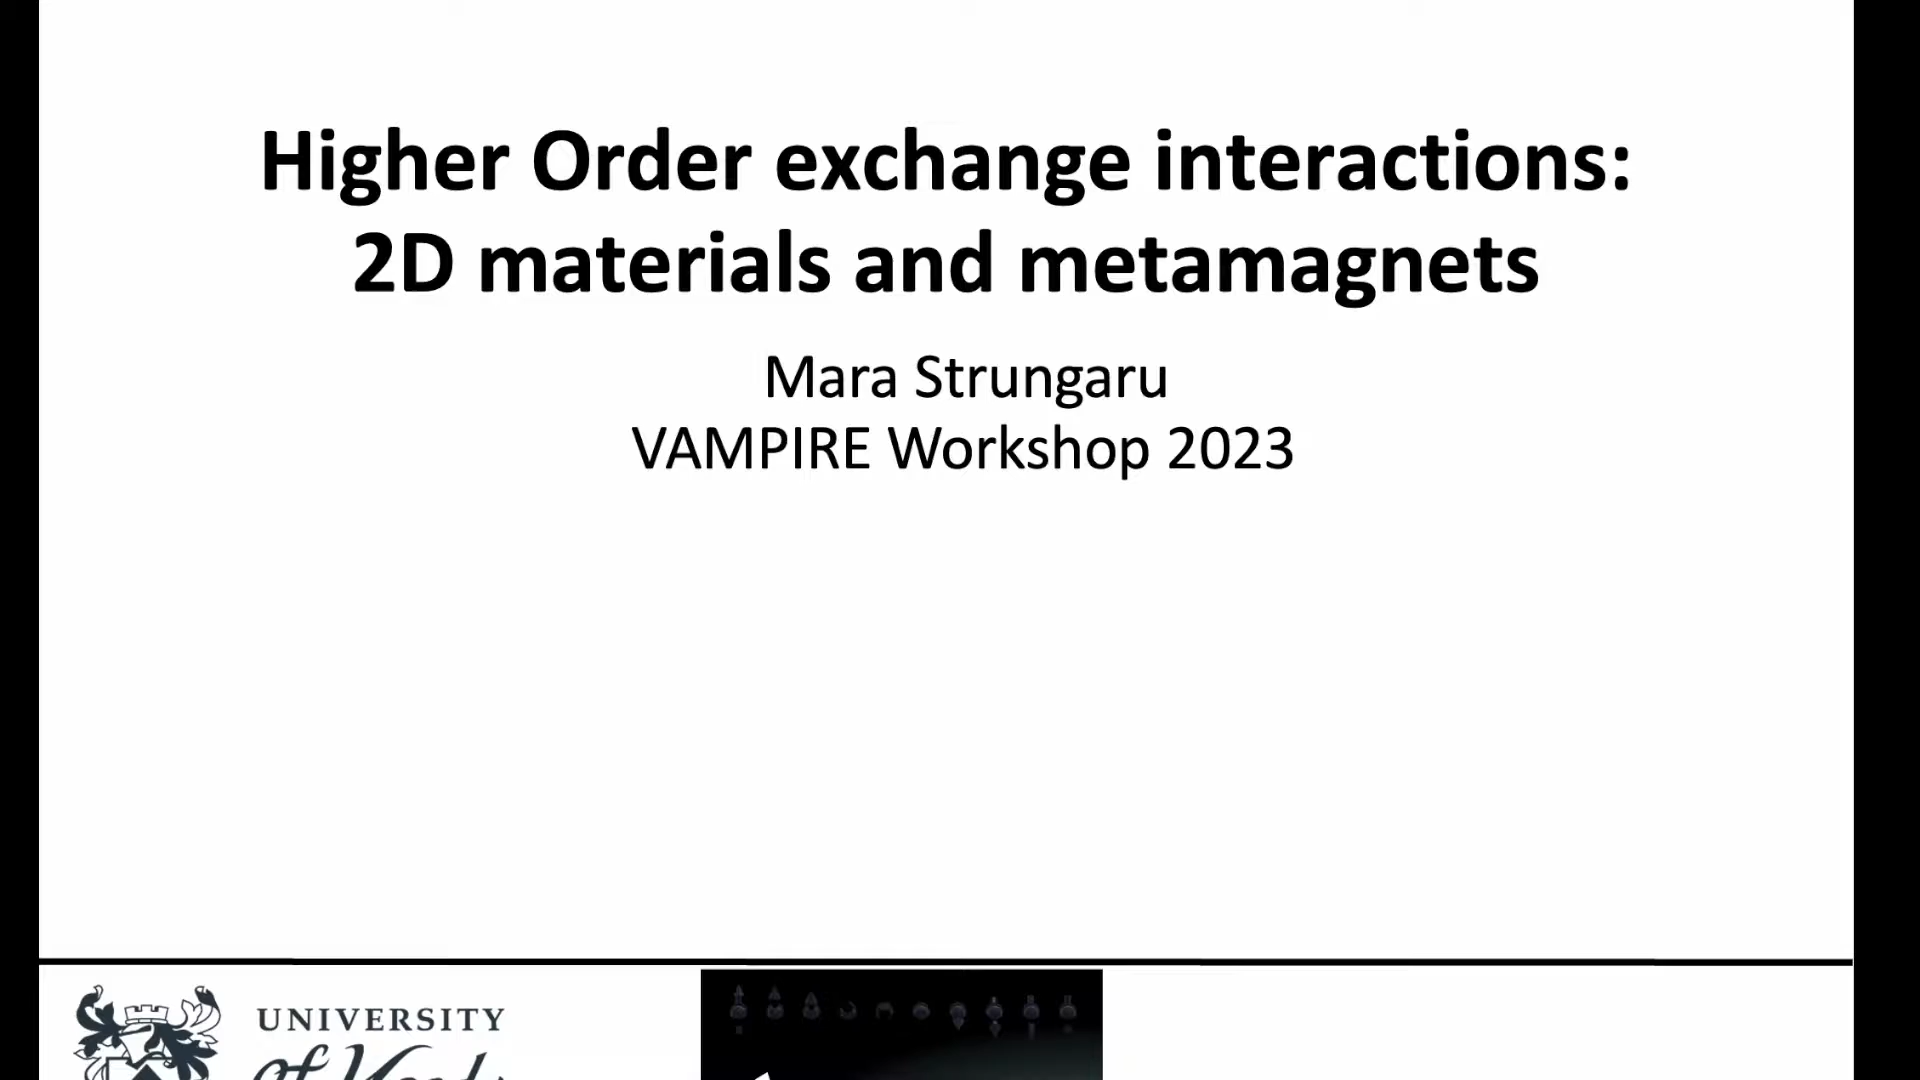 Higher Order exchange interactions:
2D materials and metamagnets
Mara Strungaru
VAMPIRE Workshop 2023
UNIVERSITY